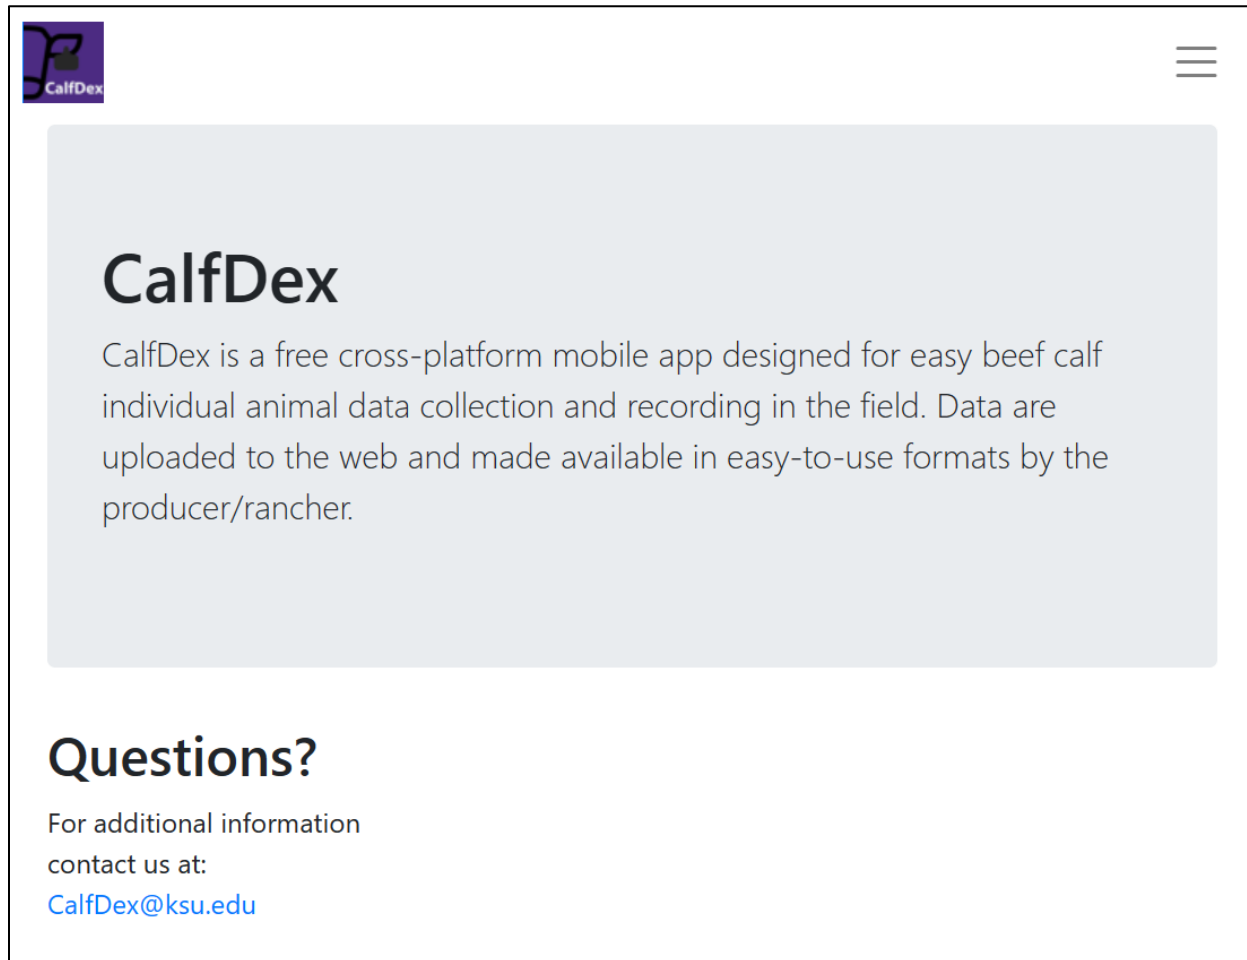 CalfDex
CalfDex
CalfDex is a free cross-platform mobile app designed for easy beef calf
individual animal data collection and recording in the field. Data are
uploaded to the web and made available in easy-to-use formats by the
producer/rancher.
Questions?
For additional information
contact us at:
CalfDex@ksu.edu